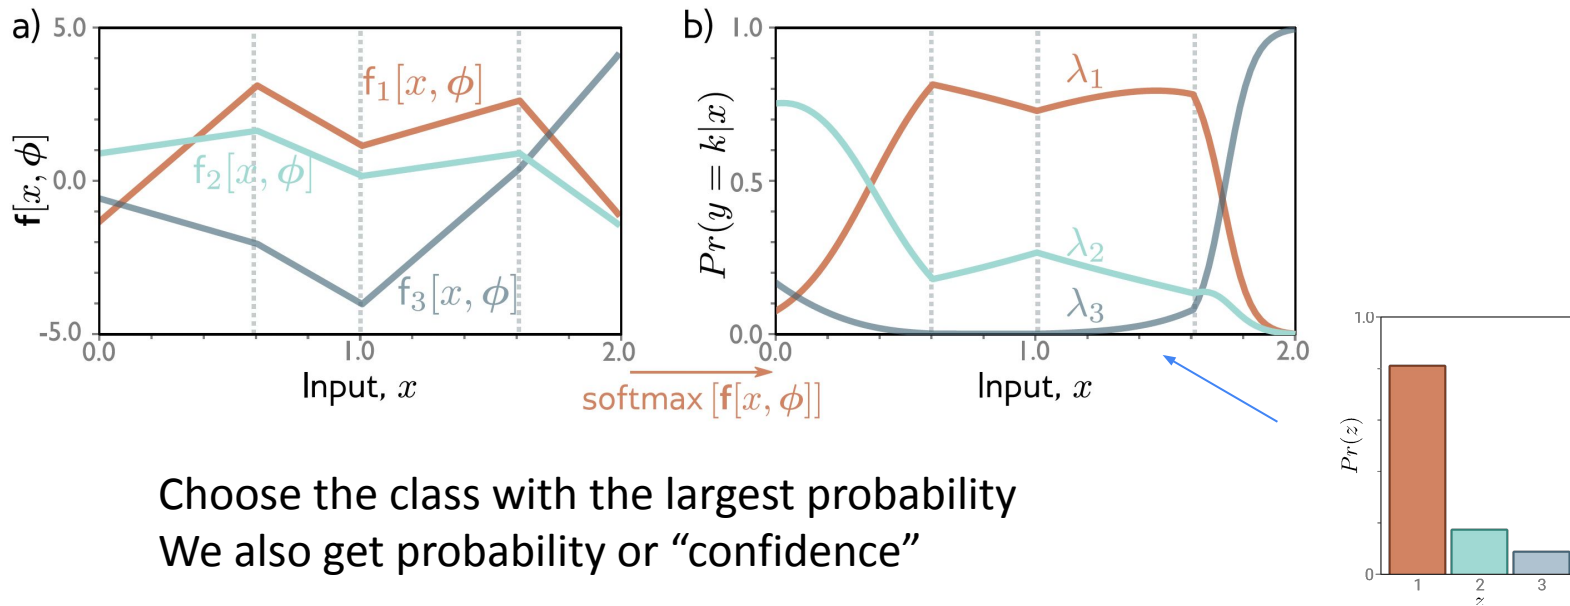 a)
5.0
0.0
-5.0
f[x, ϕ]
f₁[x, ϕ]
f₂[x, ϕ]
f₃[x, ϕ]
0.0 1.0 2.0
Input, x
softmax [f[x, ϕ]]
b)
1.0
0.5
0.0
Pr(y = k|x)
λ₁
λ₂
λ₃
0.0 1.0 2.0
Input, x
1.0
0
Pr(z)
1 2 3
z
Choose the class with the largest probability
We also get probability or “confidence”